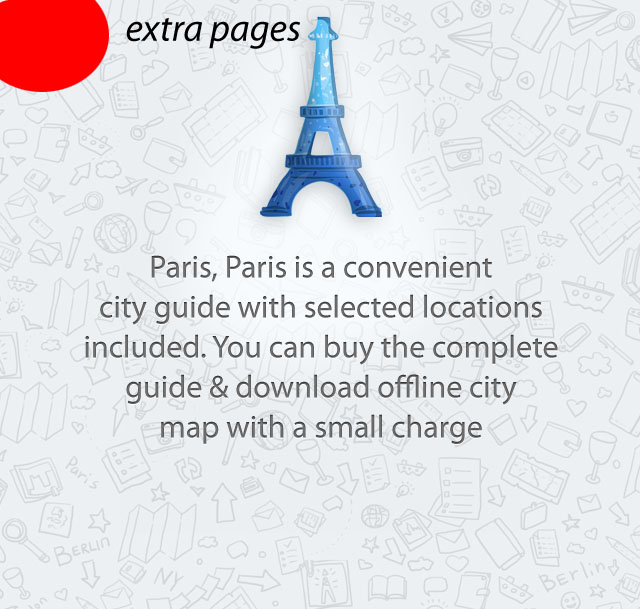 extra pages
Paris, Paris is a convenient
city guide with selected locations
included. You can buy the complete
guide & download offline city
map with a small charge
Paris
Berlin
NY
Berlin